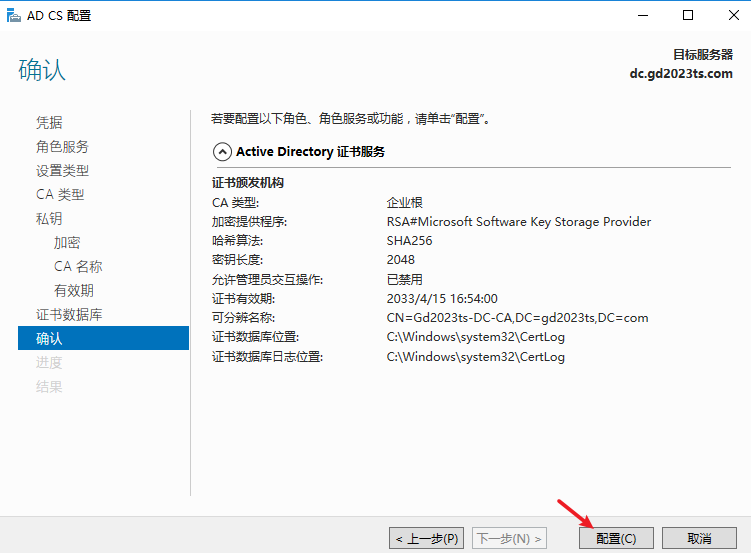 AD CS 配置
目标服务器
dc.gd2023ts.com
确认
凭据
角色服务
设置类型
CA 类型
私钥
加密
CA 名称
有效期
证书数据库
确认
进度
结果
若要配置以下角色、角色服务或功能，请单击“配置”。
Active Directory 证书服务
证书颁发机构
CA 类型: 企业根
加密提供程序: RSA#Microsoft Software Key Storage Provider
哈希算法: SHA256
密钥长度: 2048
允许管理员交互操作: 已禁用
证书有效期: 2033/4/15 16:54:00
可分辨名称: CN=Gd2023ts-DC-CA,DC=gd2023ts,DC=com
证书数据库位置: C:\Windows\system32\CertLog
证书数据库日志位置: C:\Windows\system32\CertLog
< 上一步(P) 下一步(N) > 配置(C) 取消